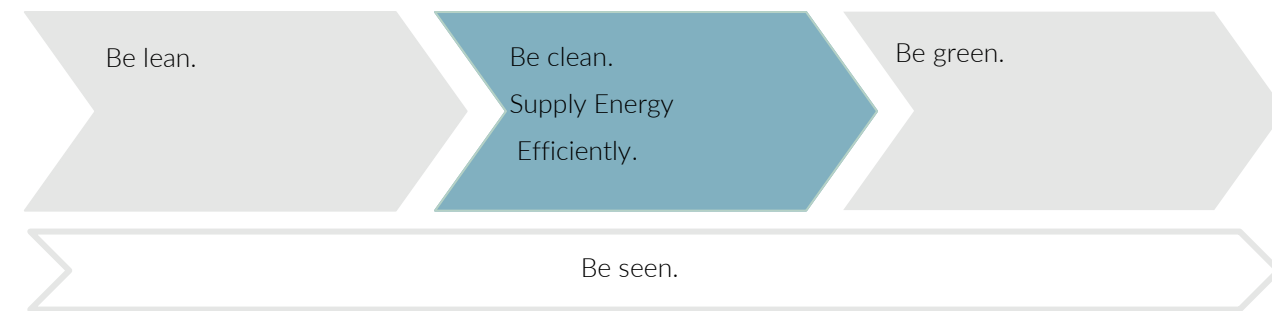 Be lean.
Be clean.
Supply Energy
Efficiently.
Be green.
Be seen.